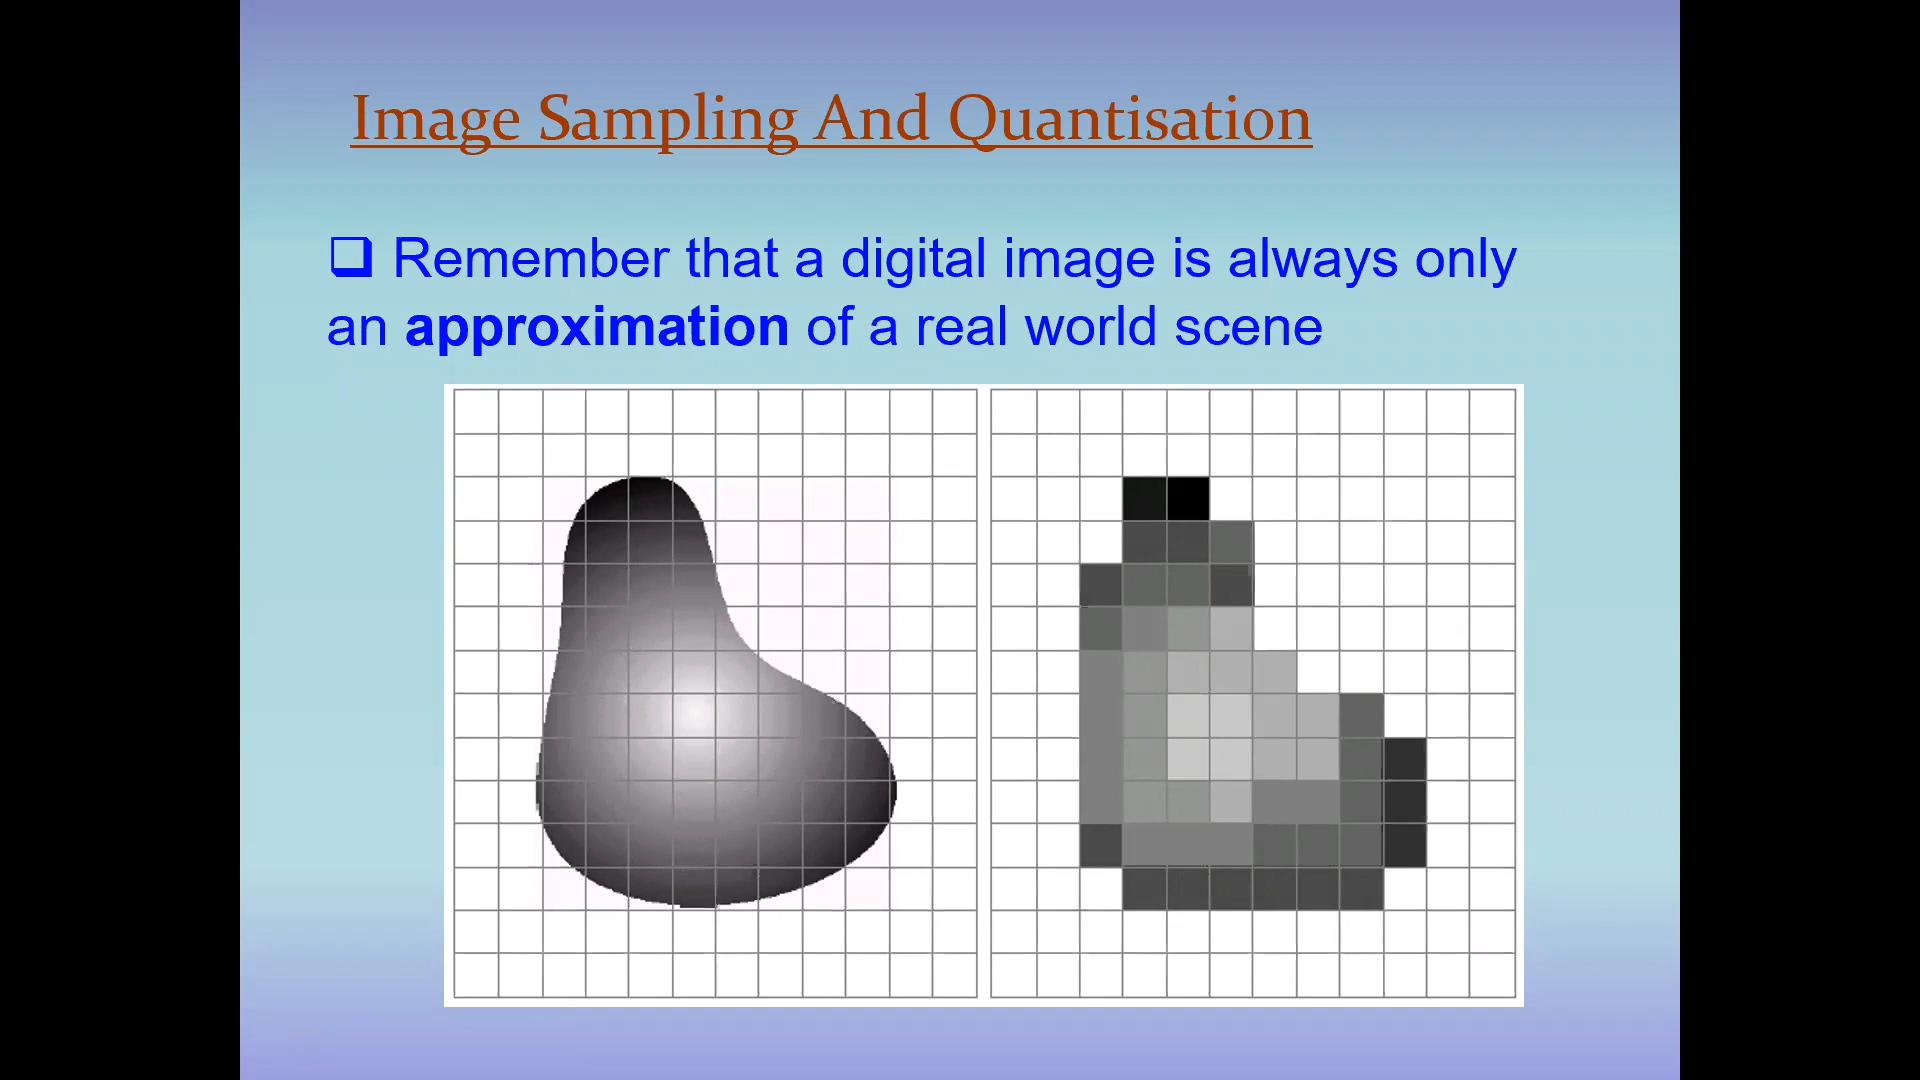 Image Sampling And Quantisation
Remember that a digital image is always only
an approximation of a real world scene